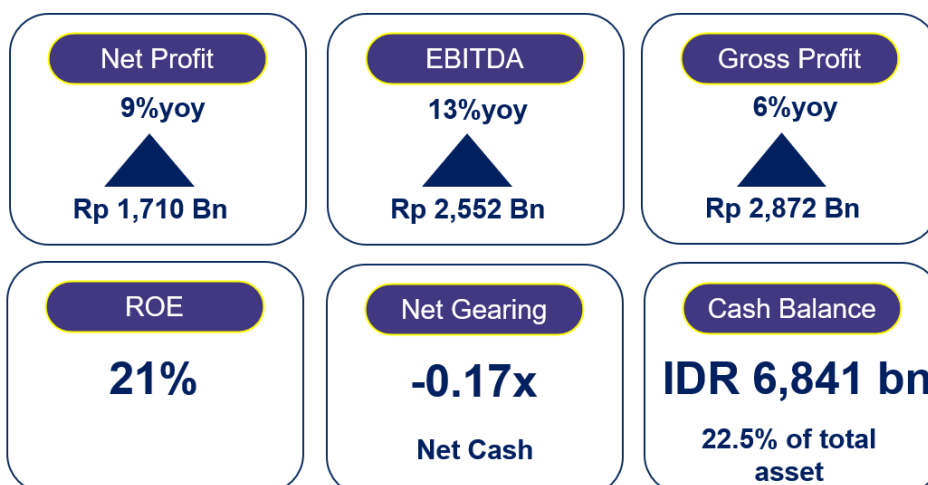 Net Profit
9%yoy
Rp 1,710 Bn
EBITDA
13%yoy
Rp 2,552 Bn
Gross Profit
6%yoy
Rp 2,872 Bn
ROE
21%
Net Gearing
-0.17x
Net Cash
Cash Balance
IDR 6,841 bn
22.5% of total
asset